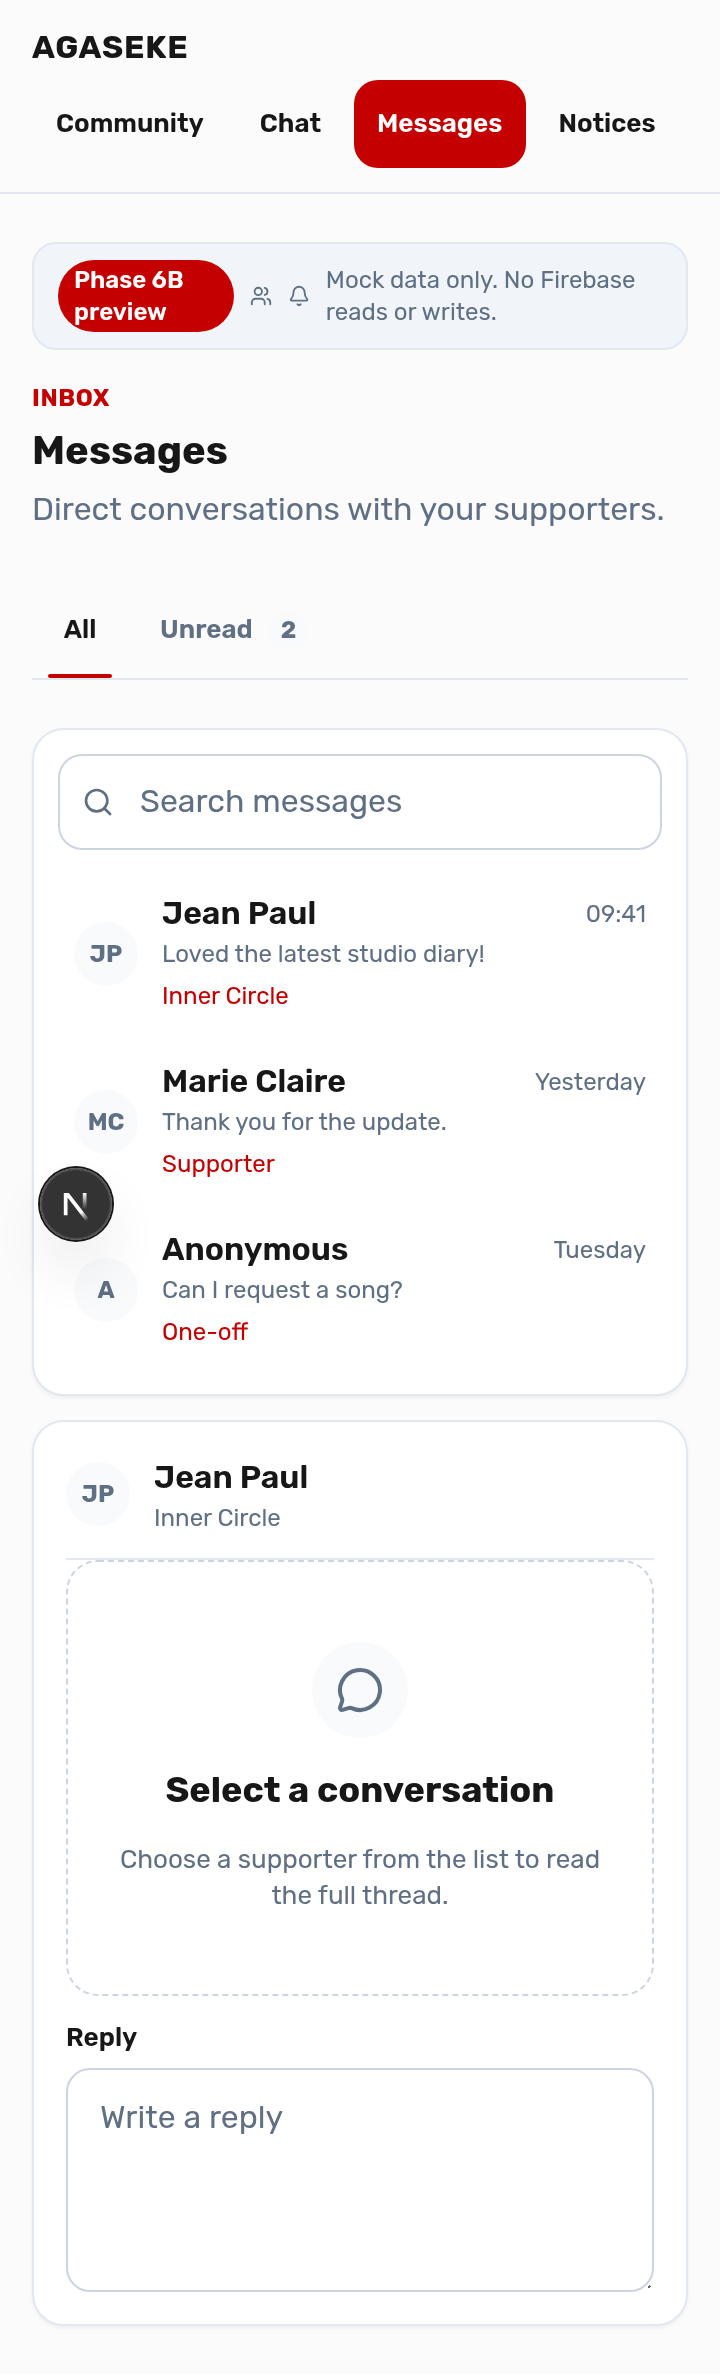 AGASEKE
Community Chat Messages Notices
Phase 6B
preview
Mock data only. No Firebase
reads or writes.
INBOX
Messages
Direct conversations with your supporters.
All Unread 2
Search messages
JP
Jean Paul 09:41
Loved the latest studio diary!
Inner Circle
MC
Marie Claire Yesterday
Thank you for the update.
Supporter
N
A
Anonymous Tuesday
Can I request a song?
One-off
JP
Jean Paul
Inner Circle
Select a conversation
Choose a supporter from the list to read
the full thread.
Reply
Write a reply